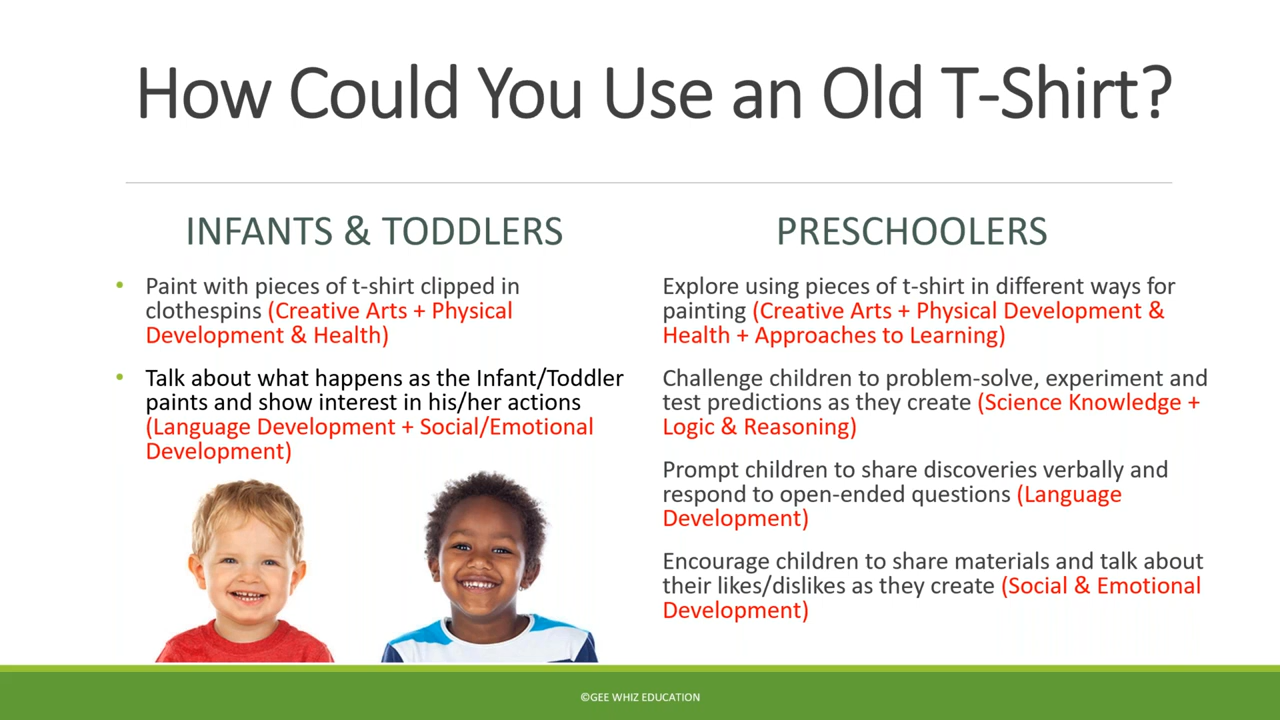 How Could You Use an Old T-Shirt?
INFANTS & TODDLERS
• Paint with pieces of t-shirt clipped in
clothespins (Creative Arts + Physical
Development & Health)
• Talk about what happens as the Infant/Toddler
paints and show interest in his/her actions
(Language Development + Social/Emotional
Development)
PRESCHOOLERS
Explore using pieces of t-shirt in different ways for
painting (Creative Arts + Physical Development &
Health + Approaches to Learning)
Challenge children to problem-solve, experiment and
test predictions as they create (Science Knowledge +
Logic & Reasoning)
Prompt children to share discoveries verbally and
respond to open-ended questions (Language
Development)
Encourage children to share materials and talk about
their likes/dislikes as they create (Social & Emotional
Development)
©GEE WHIZ EDUCATION